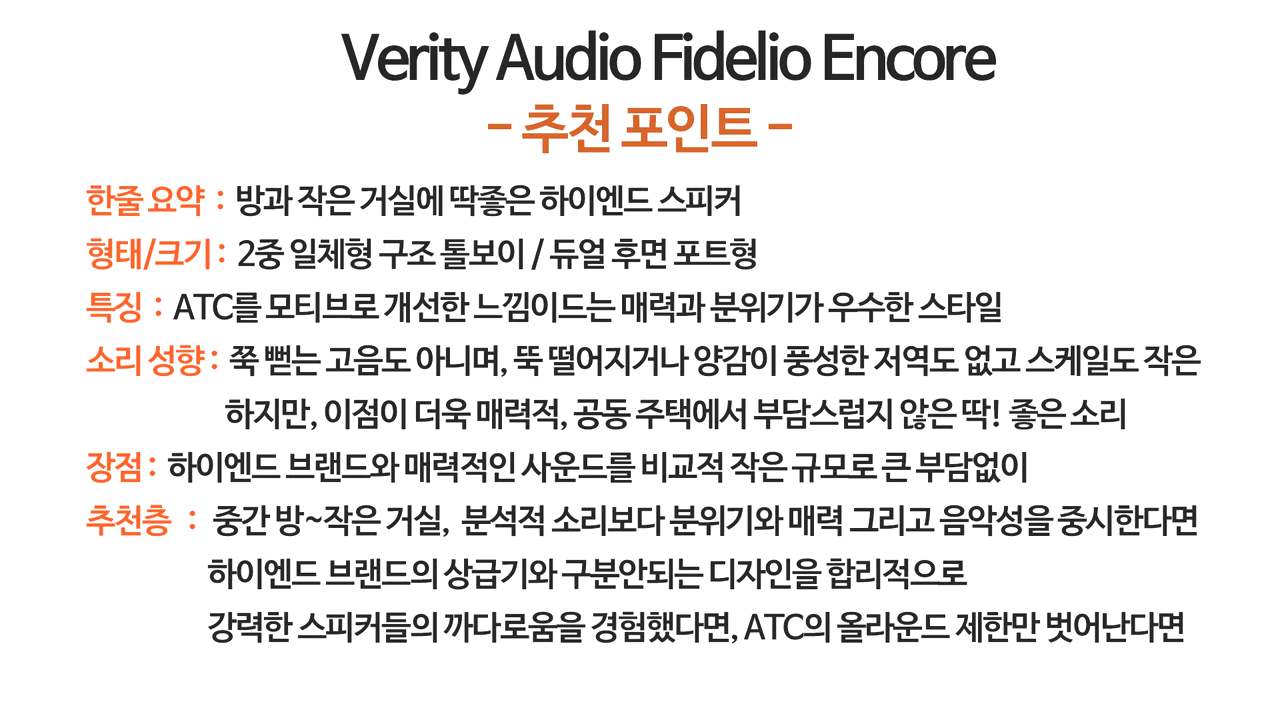 Verity Audio Fidelio Encore
- 추천 포인트 -
한줄 요약 : 방과 작은 거실에 딱좋은 하이엔드 스피커
형태/크기 : 2중 일체형 구조 톨보이 / 듀얼 후면 포트형
특징 : ATC를 모티브로 개선한 느낌이드는 매력과 분위기가 우수한 스타일
소리 성향 : 쭉 뻗는 고음도 아니며, 뚝 떨어지거나 양감이 풍성한 저역도 없고 스케일도 작은
하지만, 이점이 더욱 매력적, 공동 주택에서 부담스럽지 않은 딱! 좋은 소리
장점 : 하이엔드 브랜드와 매력적인 사운드를 비교적 작은 규모로 큰 부담없이
추천층 : 중간 방~작은 거실, 분석적 소리보다 분위기와 매력 그리고 음악성을 중시한다면
하이엔드 브랜드의 상급기와 구분안되는 디자인을 합리적으로
강력한 스피커들의 까다로움을 경험했다면, ATC의 올라운드 제한만 벗어난다면